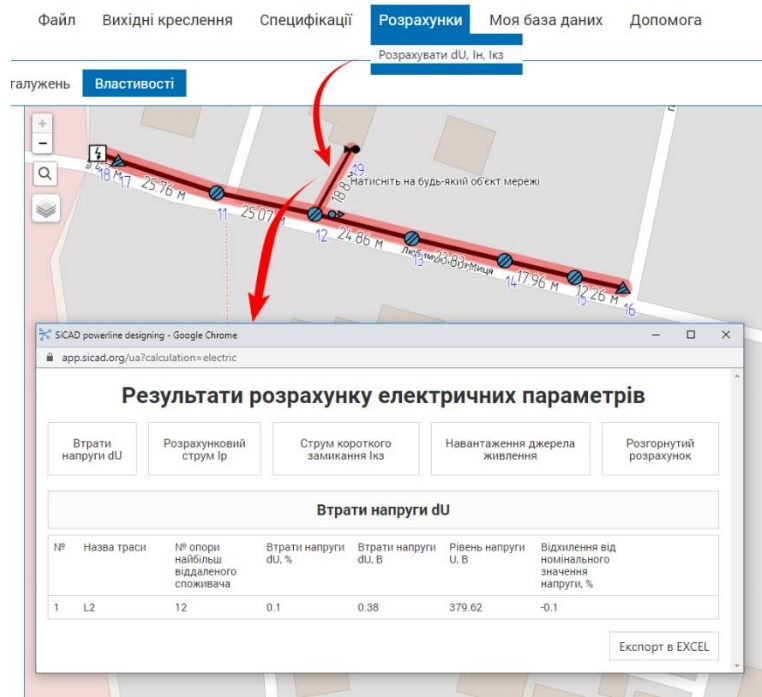 Файл Вихідні креслення Специфікації Розрахунки Моя база даних Допомога
Розрахувати dU, Ін, Ікз
галужень Властивості
+
−
18 17 25.76 м 11 25.07 12 24.86 м 13 14 17.96 м 15 12.26 м 16
18.8 м 19
Натисніть на будь-який об'єкт мережі
SiCAD powerline designing - Google Chrome
app.sicad.org/ua?calculation=electric
Результати розрахунку електричних параметрів
Втрати напруги dU
Розрахунковий струм Ір
Струм короткого замикання Ікз
Навантаження джерела живлення
Розгорнутий розрахунок
Втрати напруги dU
№ Назва траси № опори найбільш віддаленого споживача Втрати напруги dU, % Втрати напруги dU, В Рівень напруги U, В Відхилення від номінального значення напруги, %
1 L2 12 0.1 0.38 379.62 -0.1
Експорт в EXCEL